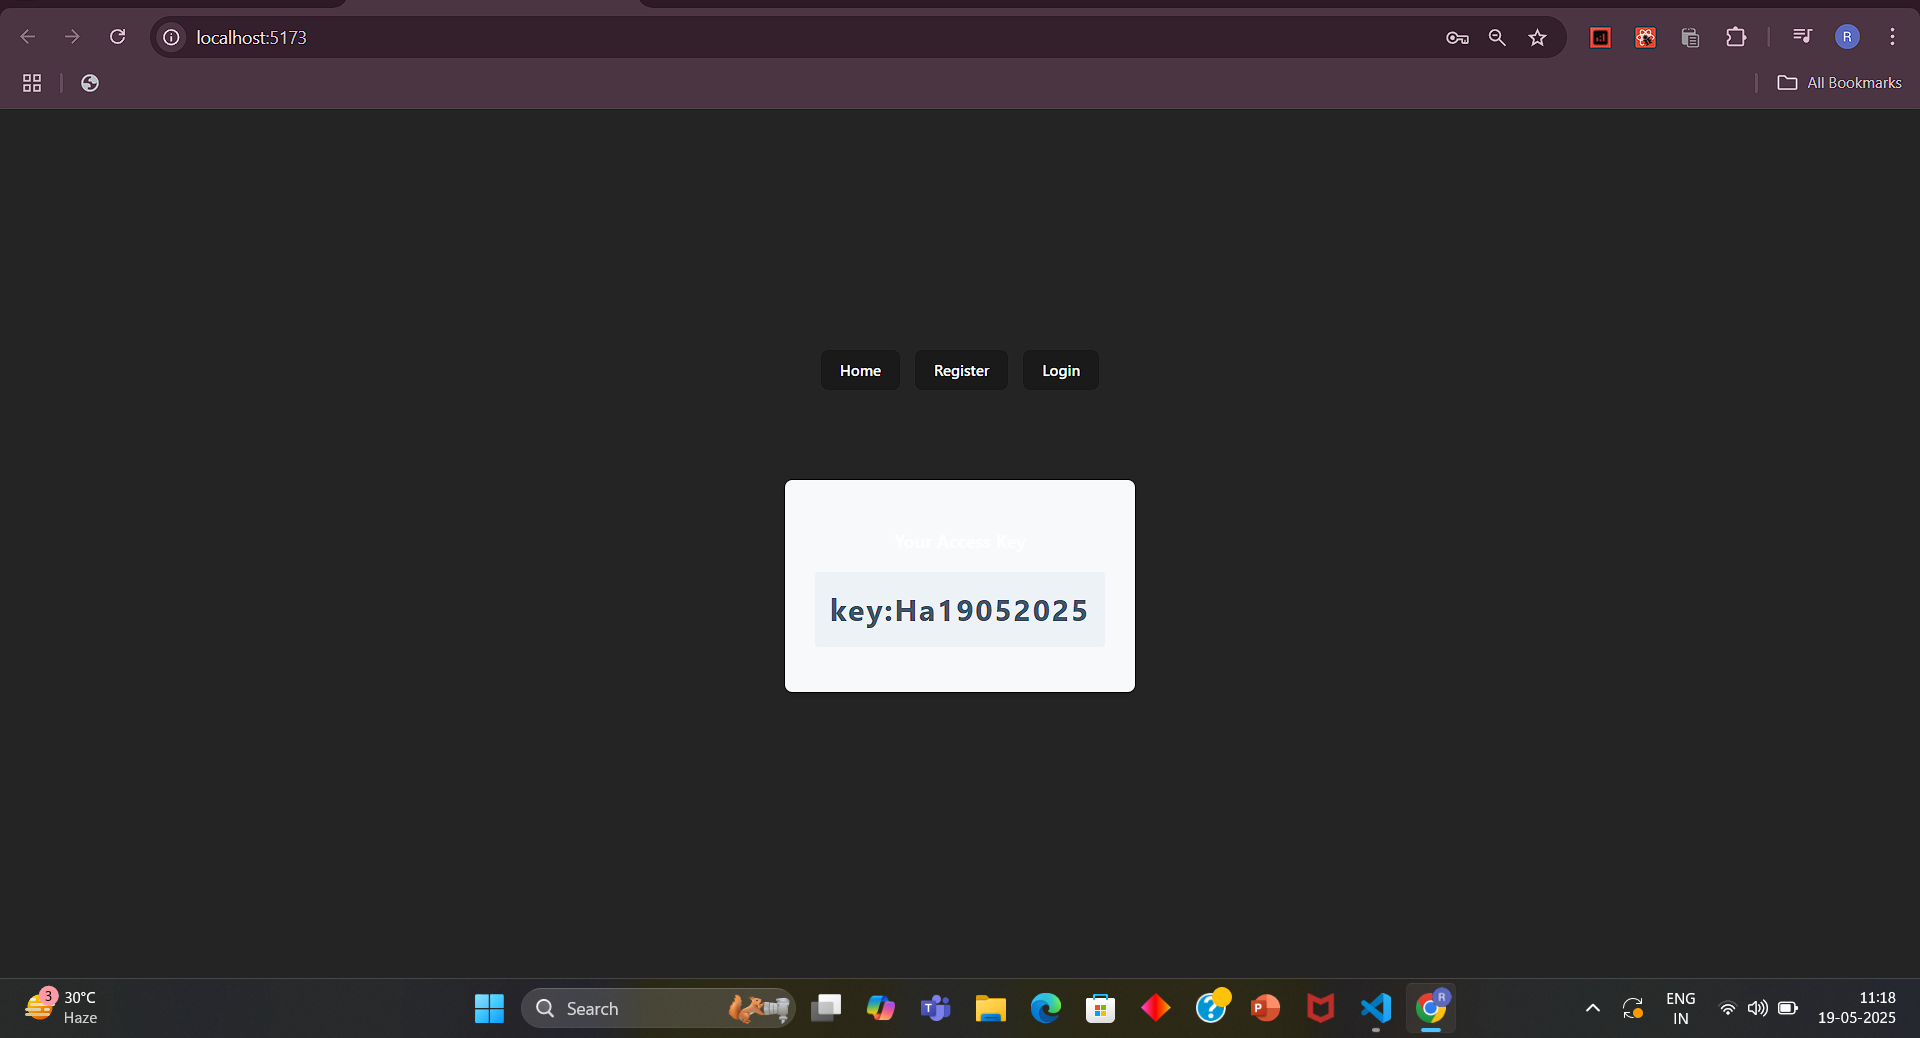 localhost:5173
R
All Bookmarks
Home
Register
Login
Your Access Key
key:Ha19052025
3
30°C
Haze
Search
T
P
R
ENG
IN
11:18
19-05-2025